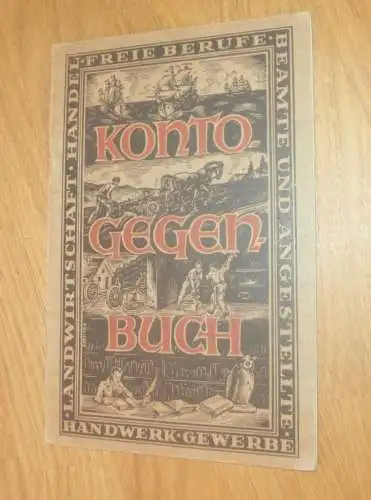 FREIE BERUFE
BEAMTE UND ANGESTELLTE
HANDWERK · GEWERBE
LANDWIRTSCHAFT · HANDEL
KONTO
GEGEN-
BUCH